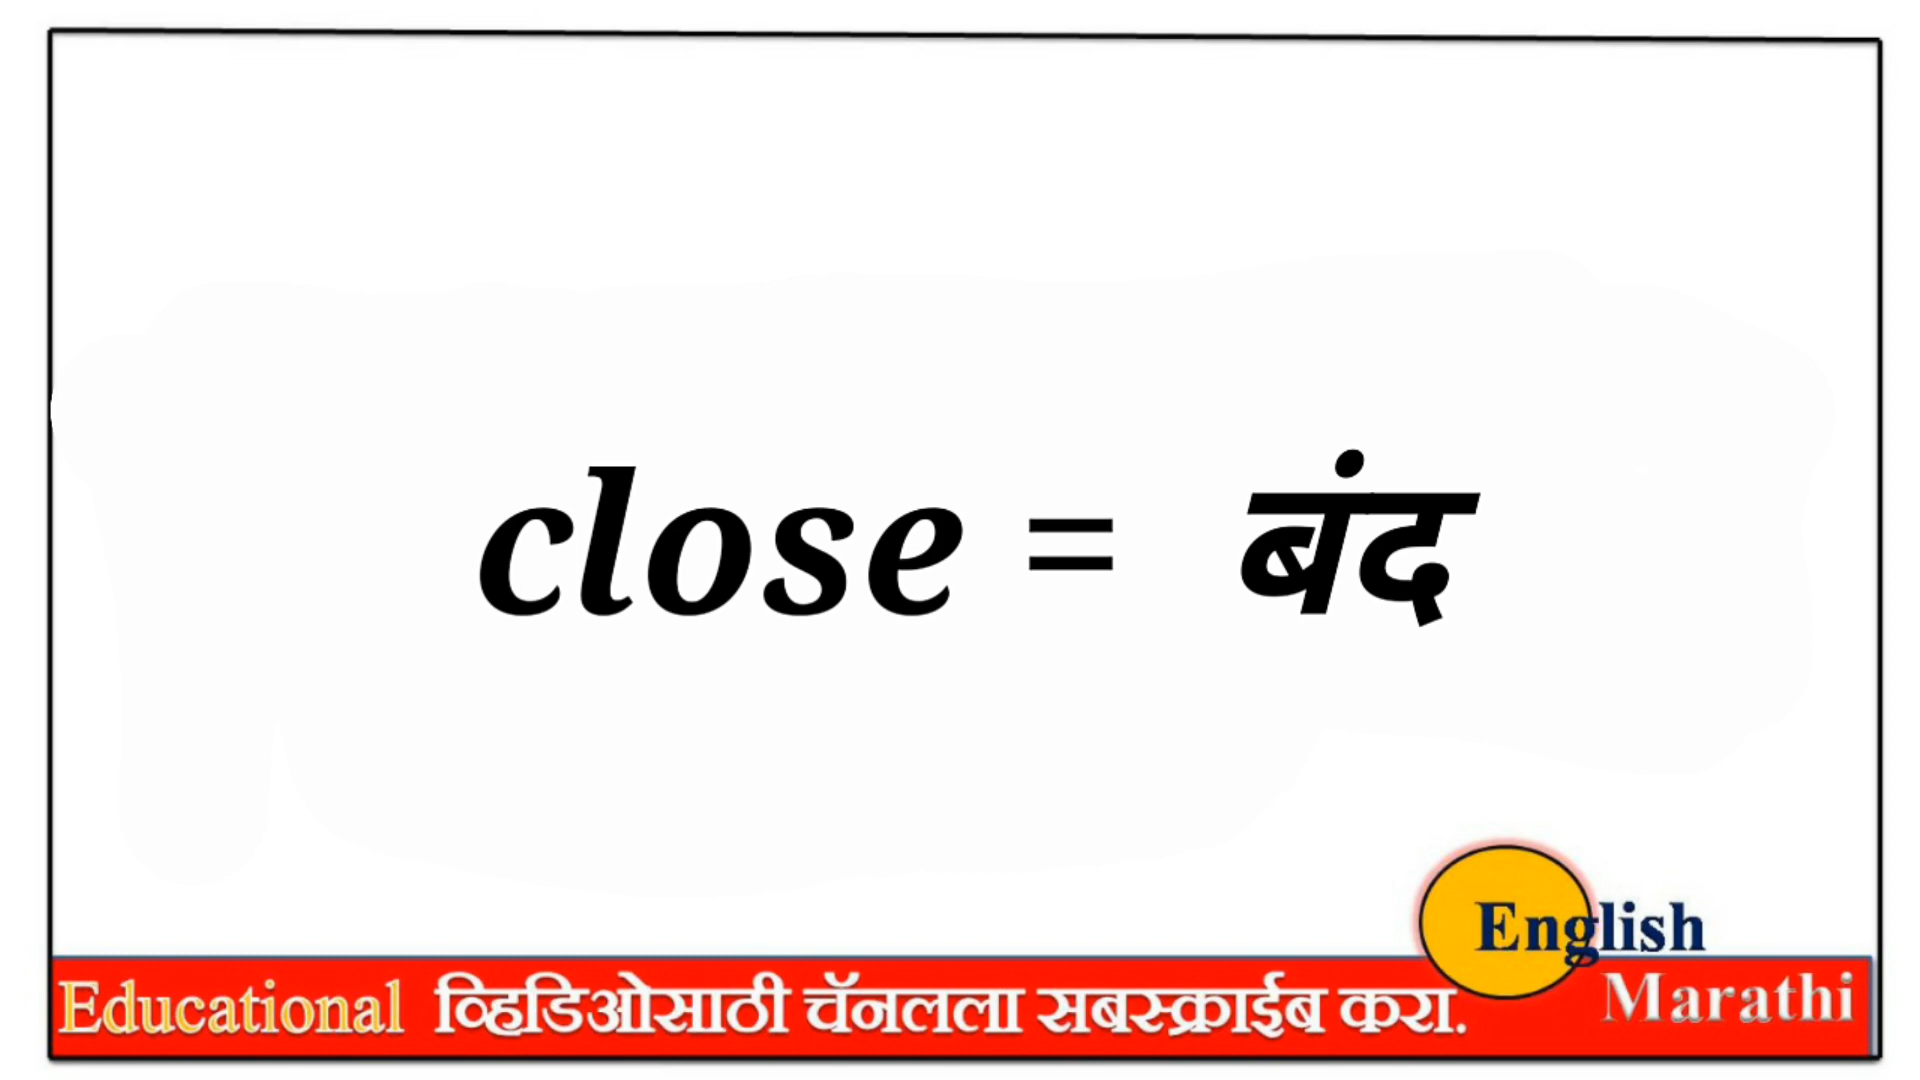 close = बंद
English
Educational व्हिडिओसाठी चॅनलला सबस्क्राईब करा.
Marathi